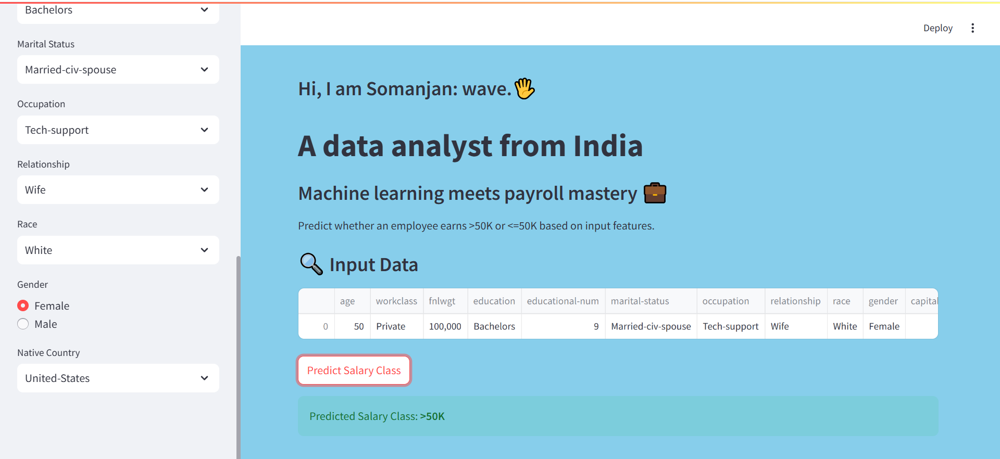 Bachelors
Marital Status
Married-civ-spouse
Occupation
Tech-support
Relationship
Wife
Race
White
Gender
Female
Male
Native Country
United-States
Deploy
Hi, I am Somanjan: wave.
A data analyst from India
Machine learning meets payroll mastery
Predict whether an employee earns >50K or <=50K based on input features.
Input Data
age workclass fnlwgt education educational-num marital-status occupation relationship race gender capital
0 50 Private 100,000 Bachelors 9 Married-civ-spouse Tech-support Wife White Female
Predict Salary Class
Predicted Salary Class: >50K